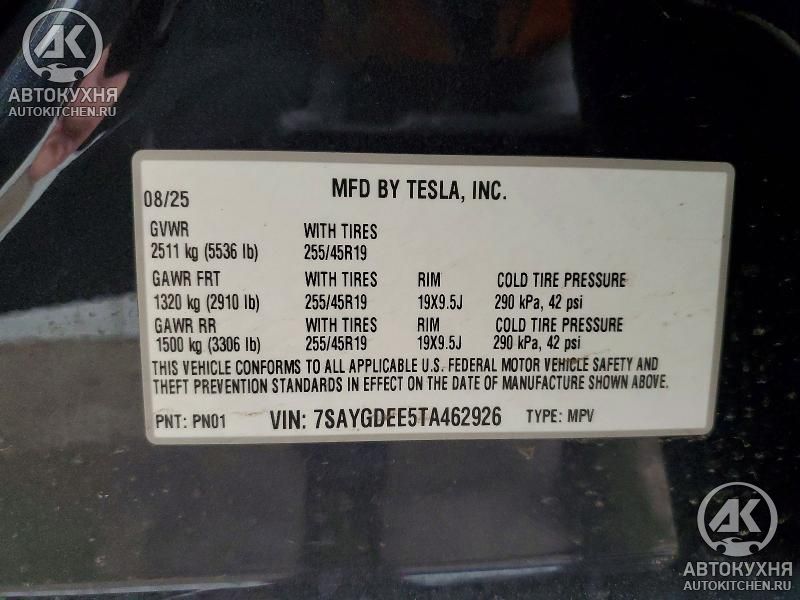 АК
АВТОКУХНЯ
AUTOKITCHEN.RU
MFD BY TESLA, INC.
08/25
GVWR WITH TIRES
2511 kg (5536 lb) 255/45R19
GAWR FRT WITH TIRES RIM COLD TIRE PRESSURE
1320 kg (2910 lb) 255/45R19 19X9.5J 290 kPa, 42 psi
GAWR RR WITH TIRES RIM COLD TIRE PRESSURE
1500 kg (3306 lb) 255/45R19 19X9.5J 290 kPa, 42 psi
THIS VEHICLE CONFORMS TO ALL APPLICABLE U.S. FEDERAL MOTOR VEHICLE SAFETY AND
THEFT PREVENTION STANDARDS IN EFFECT ON THE DATE OF MANUFACTURE SHOWN ABOVE.
PNT: PN01 VIN: 7SAYGDEE5TA462926 TYPE: MPV
АК
АВТОКУХНЯ
AUTOKITCHEN.RU